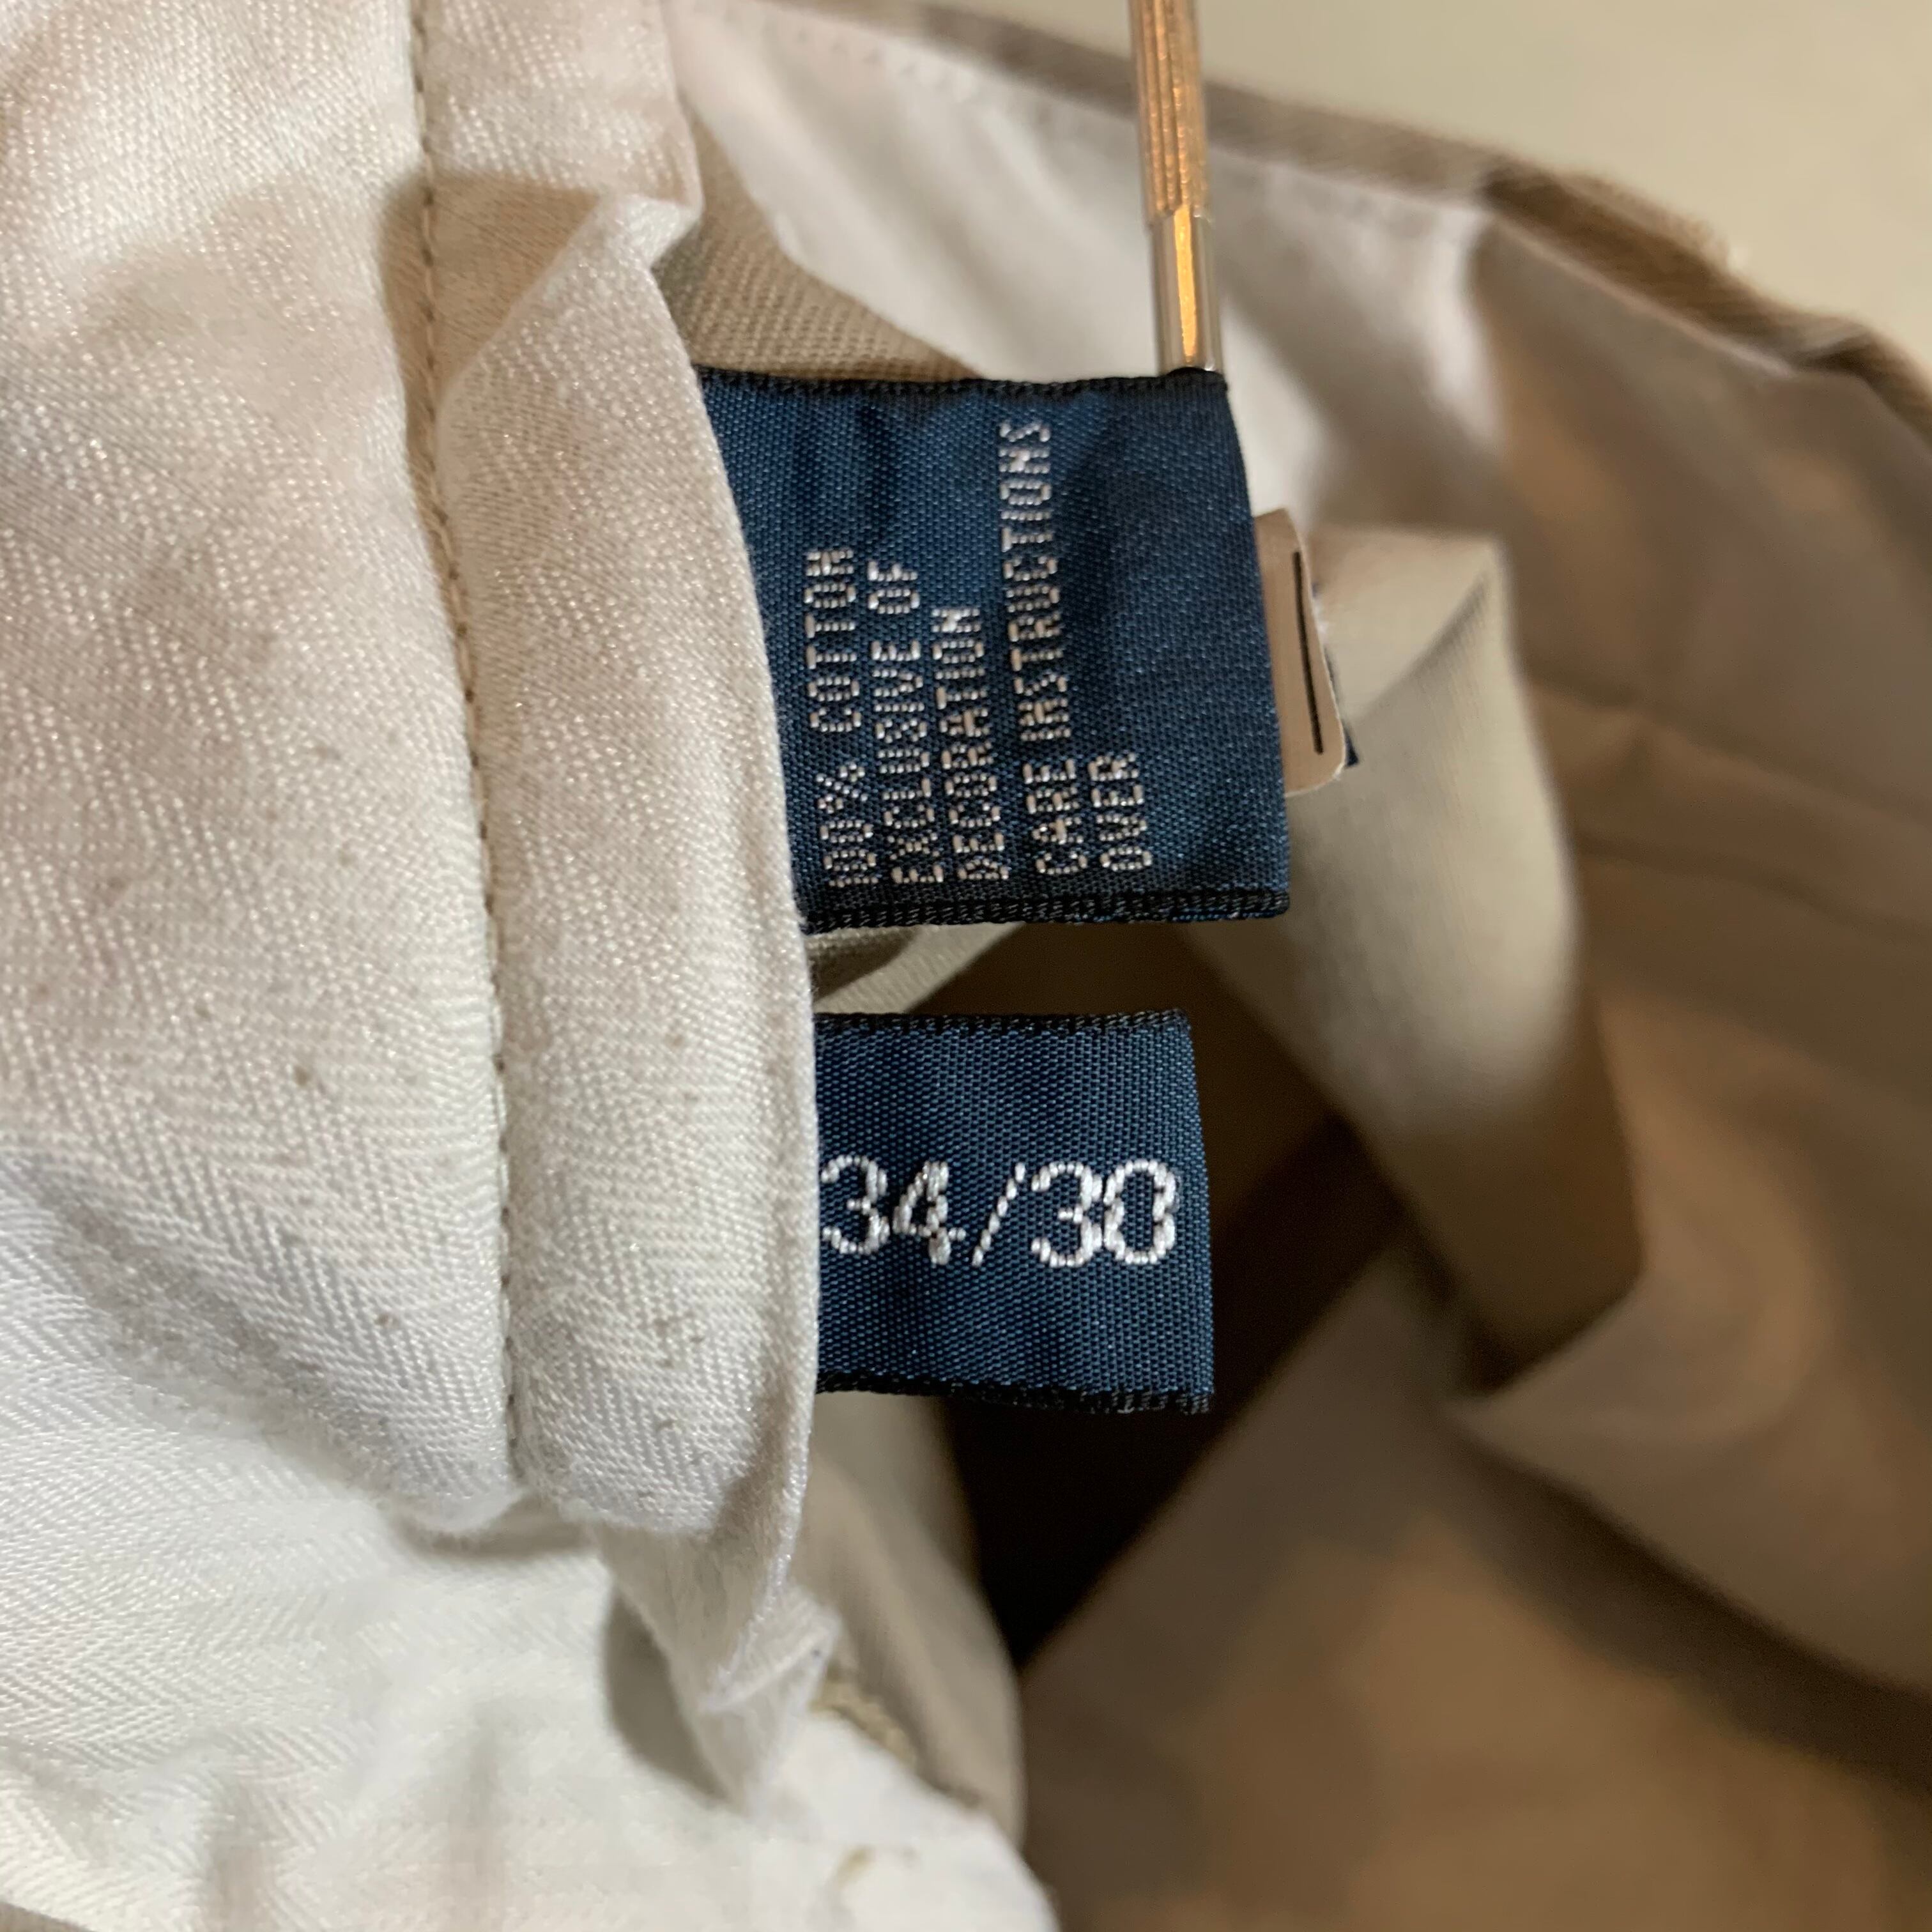 100% COTTON
EXCLUSIVE OF
DECORATION
CARE INSTRUCTIONS
OVER
34/30